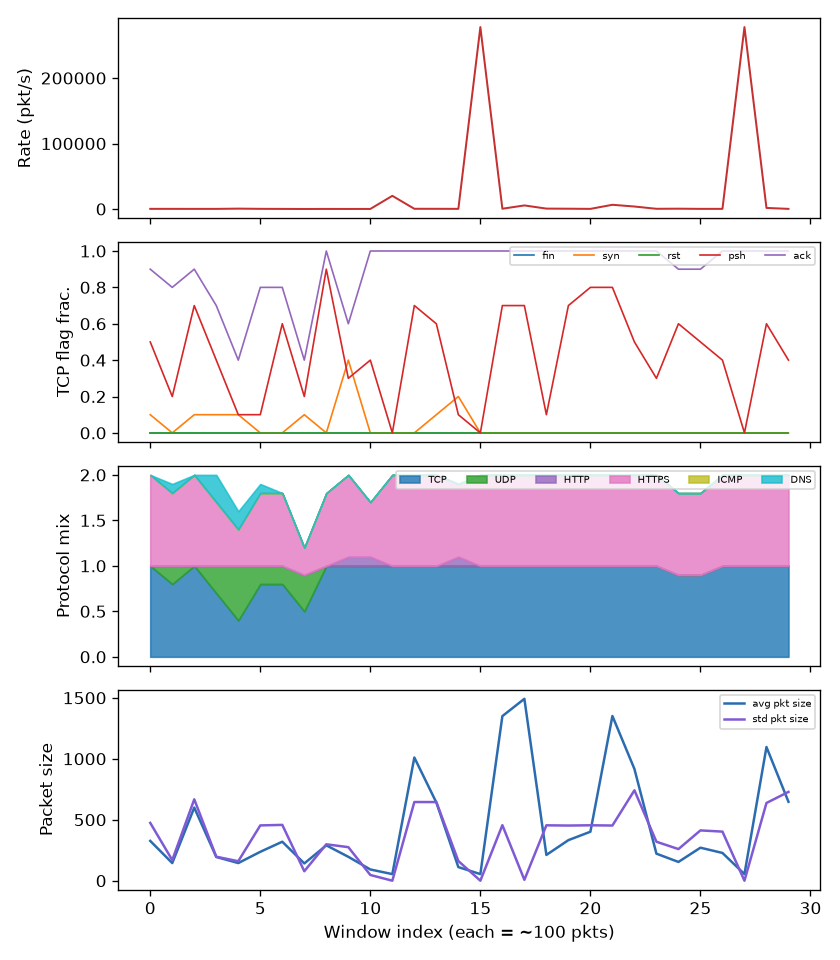 Rate (pkt/s)
200000
100000
0
TCP flag frac.
1.0
0.8
0.6
0.4
0.2
0.0
fin syn rst psh ack
Protocol mix
2.0
1.5
1.0
0.5
0.0
TCP UDP HTTP HTTPS ICMP DNS
Packet size
1500
1000
500
0
avg pkt size
std pkt size
0 5 10 15 20 25 30
Window index (each = ~100 pkts)